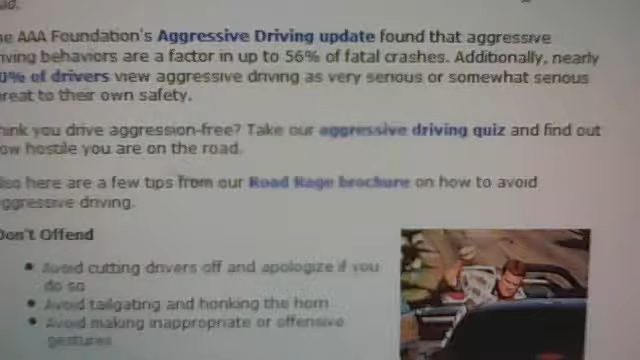 e AAA Foundation's Aggressive Driving update found that aggressive
ving behaviors are a factor in up to 56% of fatal crashes. Additionally, nearly
0% of drivers view aggressive driving as very serious or somewhat serious
reat to their own safety.
ink you drive aggression-free? Take our aggressive driving quiz and find out
ow hostile you are on the road.
so here are a few tips from our Road Rage brochure on how to avoid
ggressive driving.
Don't Offend
• Avoid cutting drivers off and apologize if you
do so
• Avoid tailgating and honking the horn
• Avoid making inappropriate or offensive
gestures